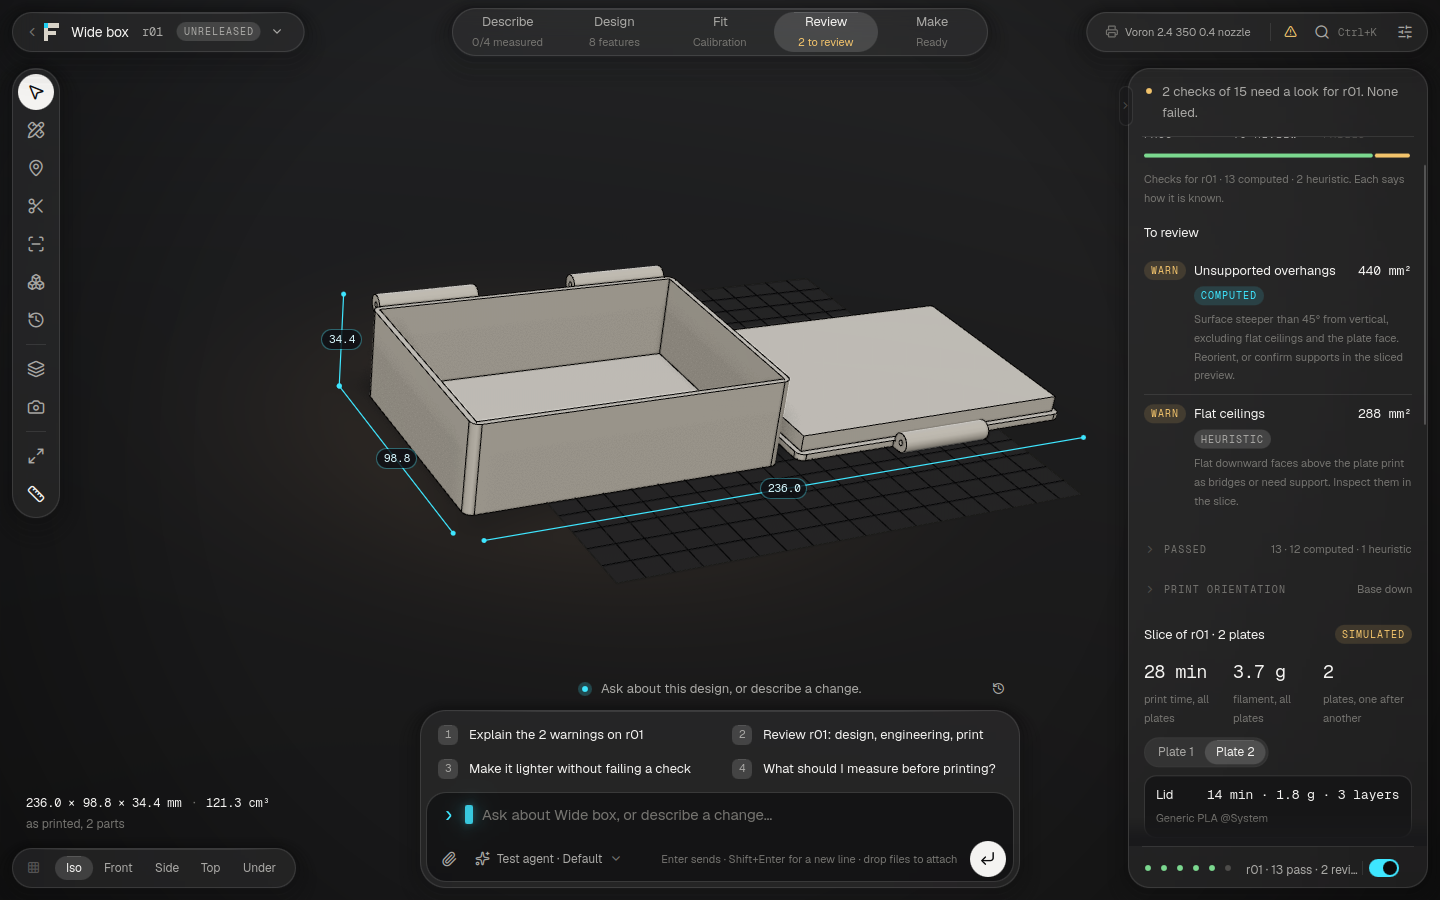 Wide box r01 UNRELEASED
Describe
0/4 measured
Design
8 features
Fit
Calibration
Review
2 to review
Make
Ready
Voron 2.4 350 0.4 nozzle
Ctrl+K
2 checks of 15 need a look for r01. None
failed.
Checks for r01 · 13 computed · 2 heuristic. Each says
how it is known.
To review
WARN Unsupported overhangs 440 mm²
COMPUTED
Surface steeper than 45° from vertical,
excluding flat ceilings and the plate face.
Reorient, or confirm supports in the sliced
preview.
WARN Flat ceilings 288 mm²
HEURISTIC
Flat downward faces above the plate print
as bridges or need support. Inspect them in
the slice.
PASSED 13 · 12 computed · 1 heuristic
PRINT ORIENTATION Base down
Slice of r01 · 2 plates SIMULATED
28 min 3.7 g 2
print time, all
plates
filament, all
plates
plates, one after
another
Plate 1 Plate 2
Lid 14 min · 1.8 g · 3 layers
Generic PLA @System
r01 · 13 pass · 2 revi...
34.4
98.8
236.0
Ask about this design, or describe a change.
1 Explain the 2 warnings on r01
2 Review r01: design, engineering, print
3 Make it lighter without failing a check
4 What should I measure before printing?
Ask about Wide box, or describe a change...
Test agent · Default
Enter sends · Shift+Enter for a new line · drop files to attach
236.0 × 98.8 × 34.4 mm · 121.3 cm³
as printed, 2 parts
Iso Front Side Top Under